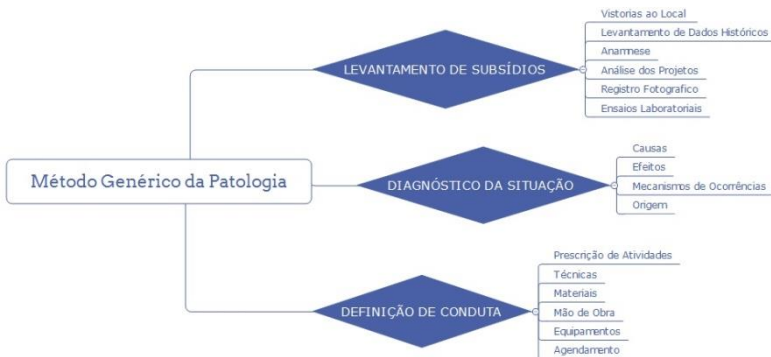 Método Genérico da Patologia
LEVANTAMENTO DE SUBSÍDIOS
Vistorias ao Local
Levantamento de Dados Históricos
Anamnese
Análise dos Projetos
Registro Fotografico
Ensaios Laboratoriais
DIAGNÓSTICO DA SITUAÇÃO
Causas
Efeitos
Mecanismos de Ocorrências
Origem
DEFINIÇÃO DE CONDUTA
Prescrição de Atividades
Técnicas
Materiais
Mão de Obra
Equipamentos
Agendamento